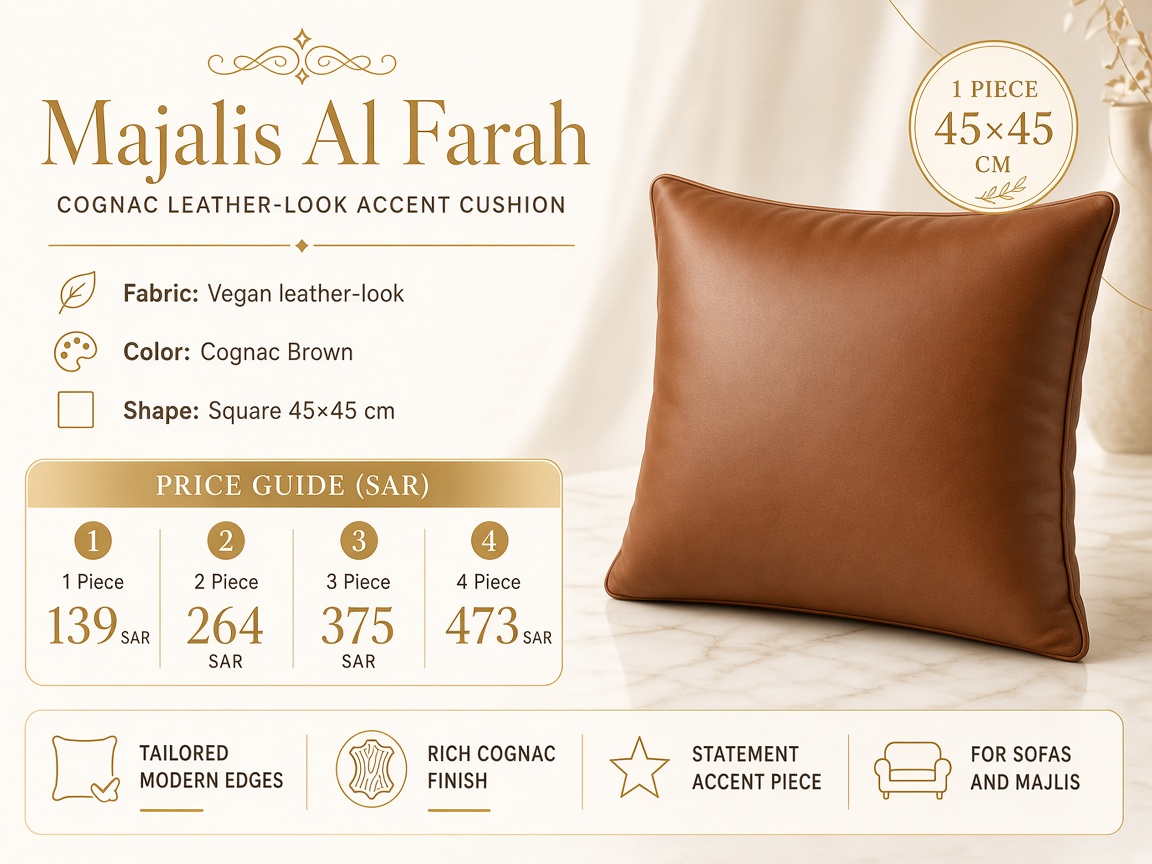 Majalis Al Farah
COGNAC LEATHER-LOOK ACCENT CUSHION
1 PIECE
45×45
CM
Fabric: Vegan leather-look
Color: Cognac Brown
Shape: Square 45×45 cm
PRICE GUIDE (SAR)
1
1 Piece
139 SAR
2
2 Piece
264
SAR
3
3 Piece
375
SAR
4
4 Piece
473 SAR
TAILORED
MODERN EDGES
RICH COGNAC
FINISH
STATEMENT
ACCENT PIECE
FOR SOFAS
AND MAJLIS